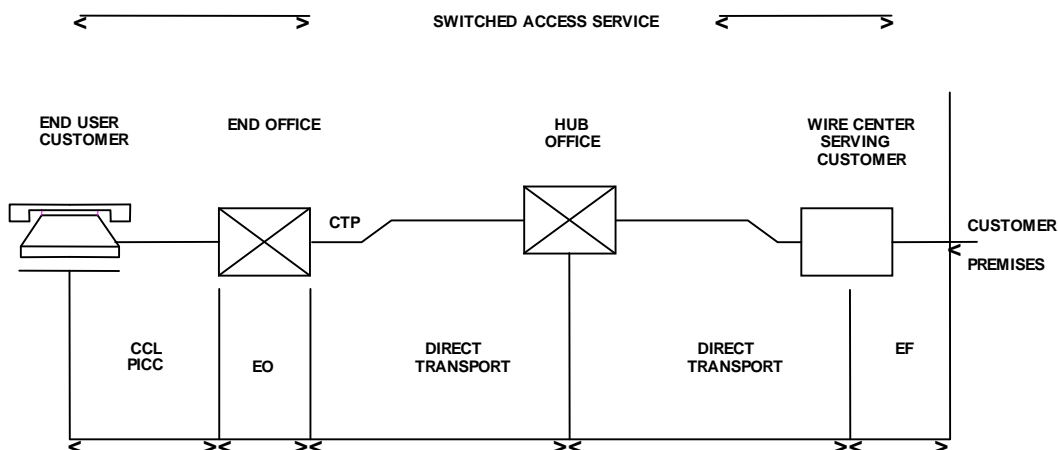 SWITCHED ACCESS SERVICE
END USER
CUSTOMER
END OFFICE
HUB
OFFICE
WIRE CENTER
SERVING
CUSTOMER
CTP
CUSTOMER
PREMISES
CCL
PICC
EO
DIRECT
TRANSPORT
DIRECT
TRANSPORT
EF